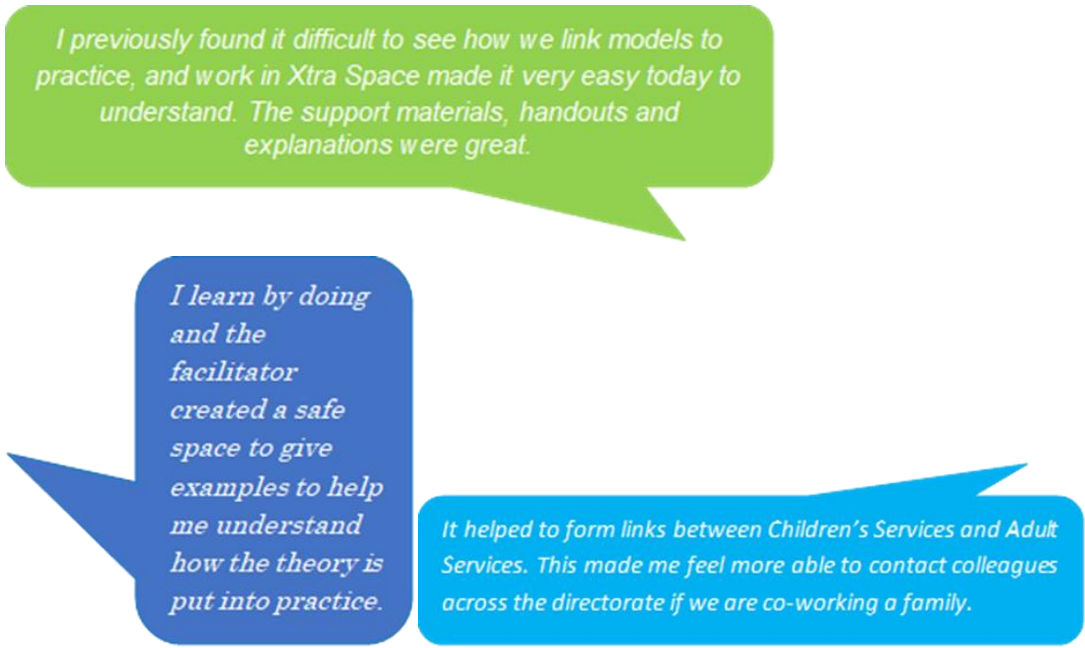 I previously found it difficult to see how we link models to
practice, and work in Xtra Space made it very easy today to
understand. The support materials, handouts and
explanations were great.
I learn by doing
and the
facilitator
created a safe
space to give
examples to help
me understand
how the theory is
put into practice.
It helped to form links between Children’s Services and Adult
Services. This made me feel more able to contact colleagues
across the directorate if we are co-working a family.